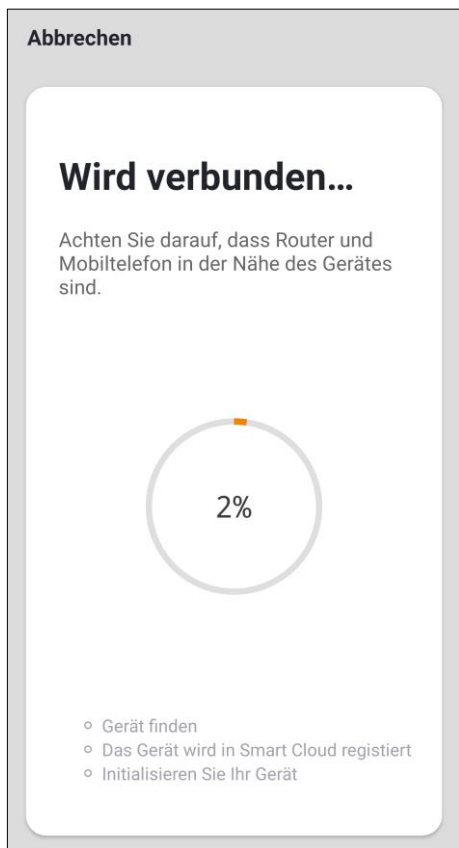 Abbrechen
Wird verbunden...
Achten Sie darauf, dass Router und
Mobiltelefon in der Nähe des Gerätes
sind.
2%
Gerät finden
Das Gerät wird in Smart Cloud registiert
Initialisieren Sie Ihr Gerät